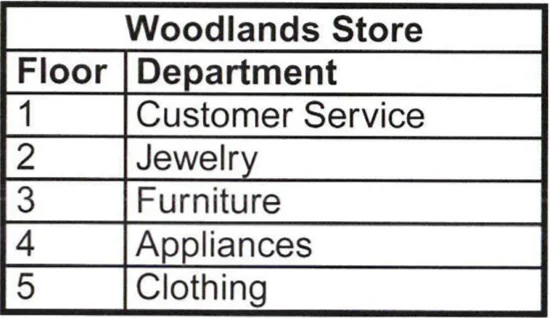 Woodlands Store
Floor Department
1 Customer Service
2 Jewelry
3 Furniture
4 Appliances
5 Clothing